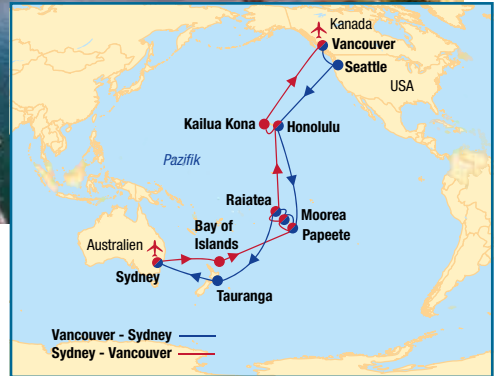 Kanada
Vancouver
Seattle
USA
Kailua Kona
Honolulu
Pazifik
Raiatea
Moorea
Papeete
Bay of
Islands
Australien
Sydney
Tauranga
Vancouver - Sydney
Sydney - Vancouver